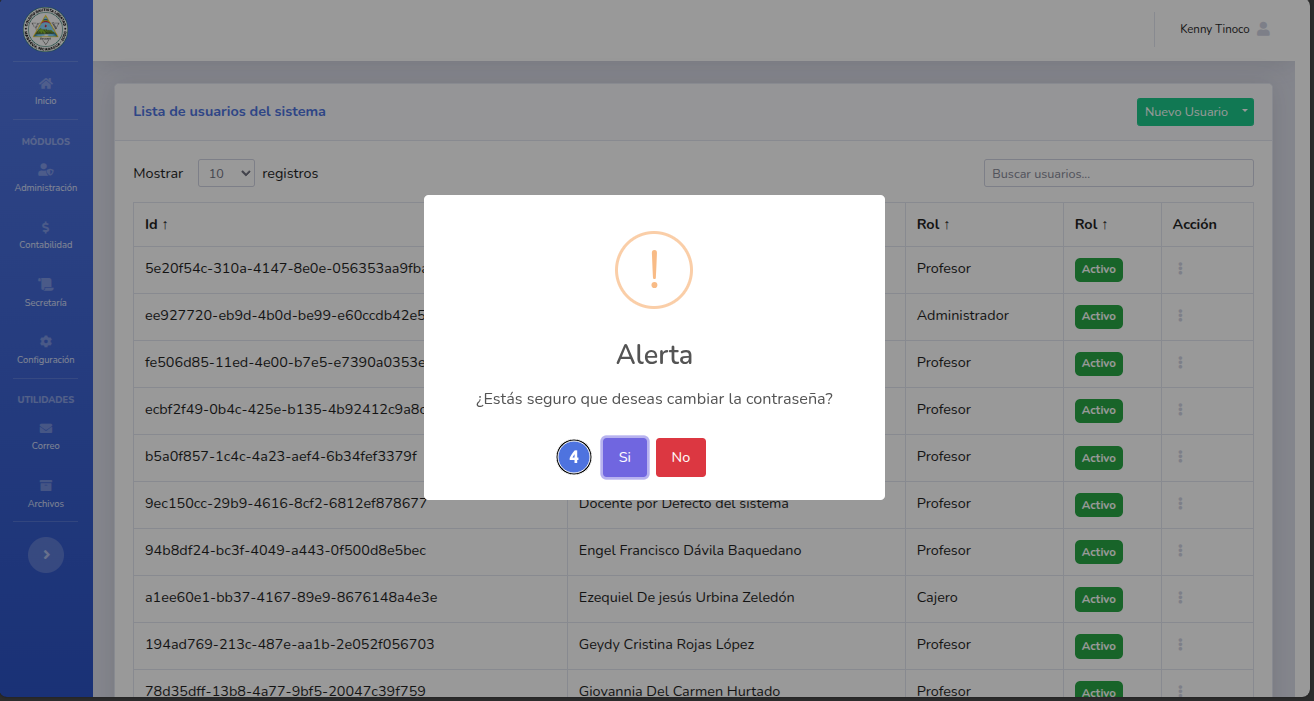 Kenny Tinoco
Inicio
MÓDULOS
Administración
Contabilidad
Secretaría
Configuración
UTILIDADES
Correo
Archivos
Lista de usuarios del sistema
Nuevo Usuario
Mostrar 10 registros
Buscar usuarios...
Id ↑ Rol ↑ Rol ↑ Acción
5e20f54c-310a-4147-8e0e-056353aa9fba Profesor Activo
ee927720-eb9d-4b0d-be99-e60ccdb42e5 Administrador Activo
fe506d85-11ed-4e00-b7e5-e7390a0353e Profesor Activo
ecbf2f49-0b4c-425e-b135-4b92412c9a8c Profesor Activo
b5a0f857-1c4c-4a23-aef4-6b34fef3379f Profesor Activo
9ec150cc-29b9-4616-8cf2-6812ef878677 Docente por Defecto del sistema Profesor Activo
94b8df24-bc3f-4049-a443-0f500d8e5bec Engel Francisco Dávila Baquedano Profesor Activo
a1ee60e1-bb37-4167-89e9-8676148a4e3e Ezequiel De jesús Urbina Zeledón Cajero Activo
194ad769-213c-487e-aa1b-2e052f056703 Geydy Cristina Rojas López Profesor Activo
78d35dff-13b8-4a77-9bf5-20047c39f759 Giovannia Del Carmen Hurtado Profesor Activo
!
Alerta
¿Estás seguro que deseas cambiar la contraseña?
4 Si No